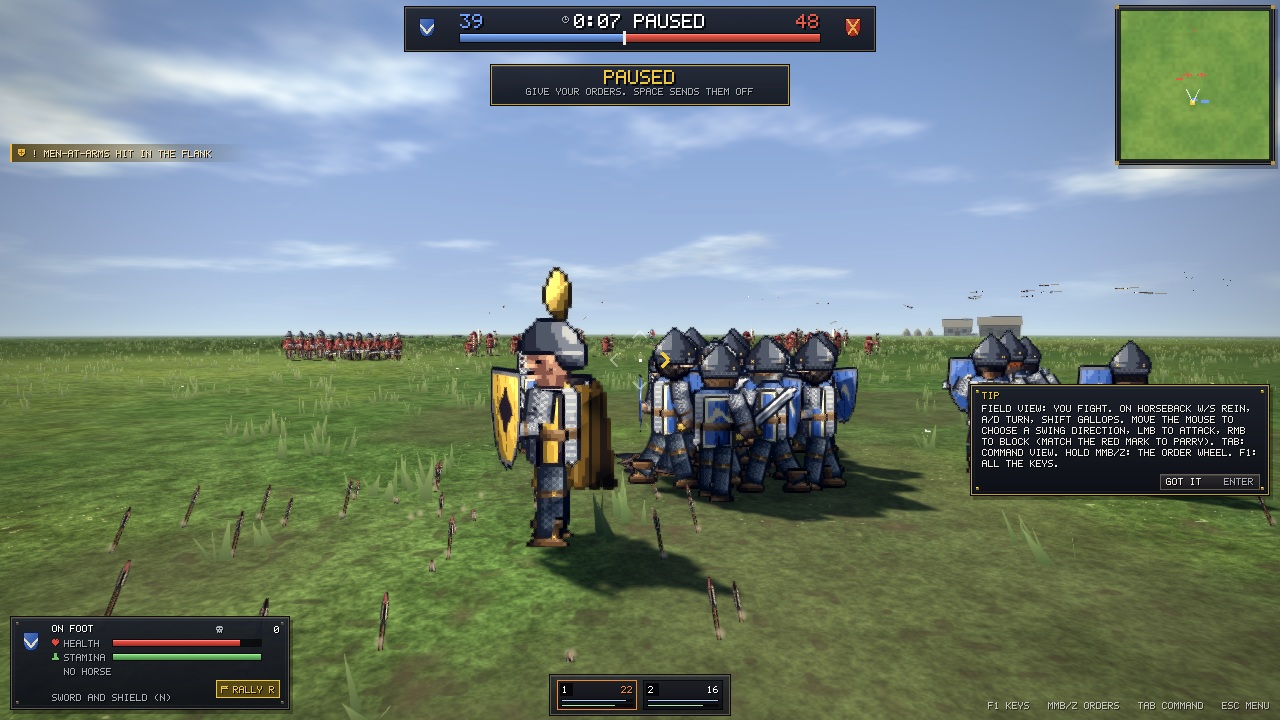 39 0:07 PAUSED 48
PAUSED
GIVE YOUR ORDERS. SPACE SENDS THEM OFF
! MEN-AT-ARMS HIT IN THE FLANK
TIP
FIELD VIEW: YOU FIGHT. ON HORSEBACK W/S REIN,
A/D TURN, SHIFT GALLOPS. MOVE THE MOUSE TO
CHOOSE A SWING DIRECTION, LMB TO ATTACK. RMB
TO BLOCK (MATCH THE RED MARK TO PARRY). TAB:
COMMAND VIEW. HOLD MMB/Z: THE ORDER WHEEL. F1:
ALL THE KEYS.
GOT IT ENTER
ON FOOT 0
HEALTH
STAMINA
NO HORSE
SWORD AND SHIELD (N) RALLY R
1 22 2 16
F1 KEYS MMB/Z ORDERS TAB COMMAND ESC MENU